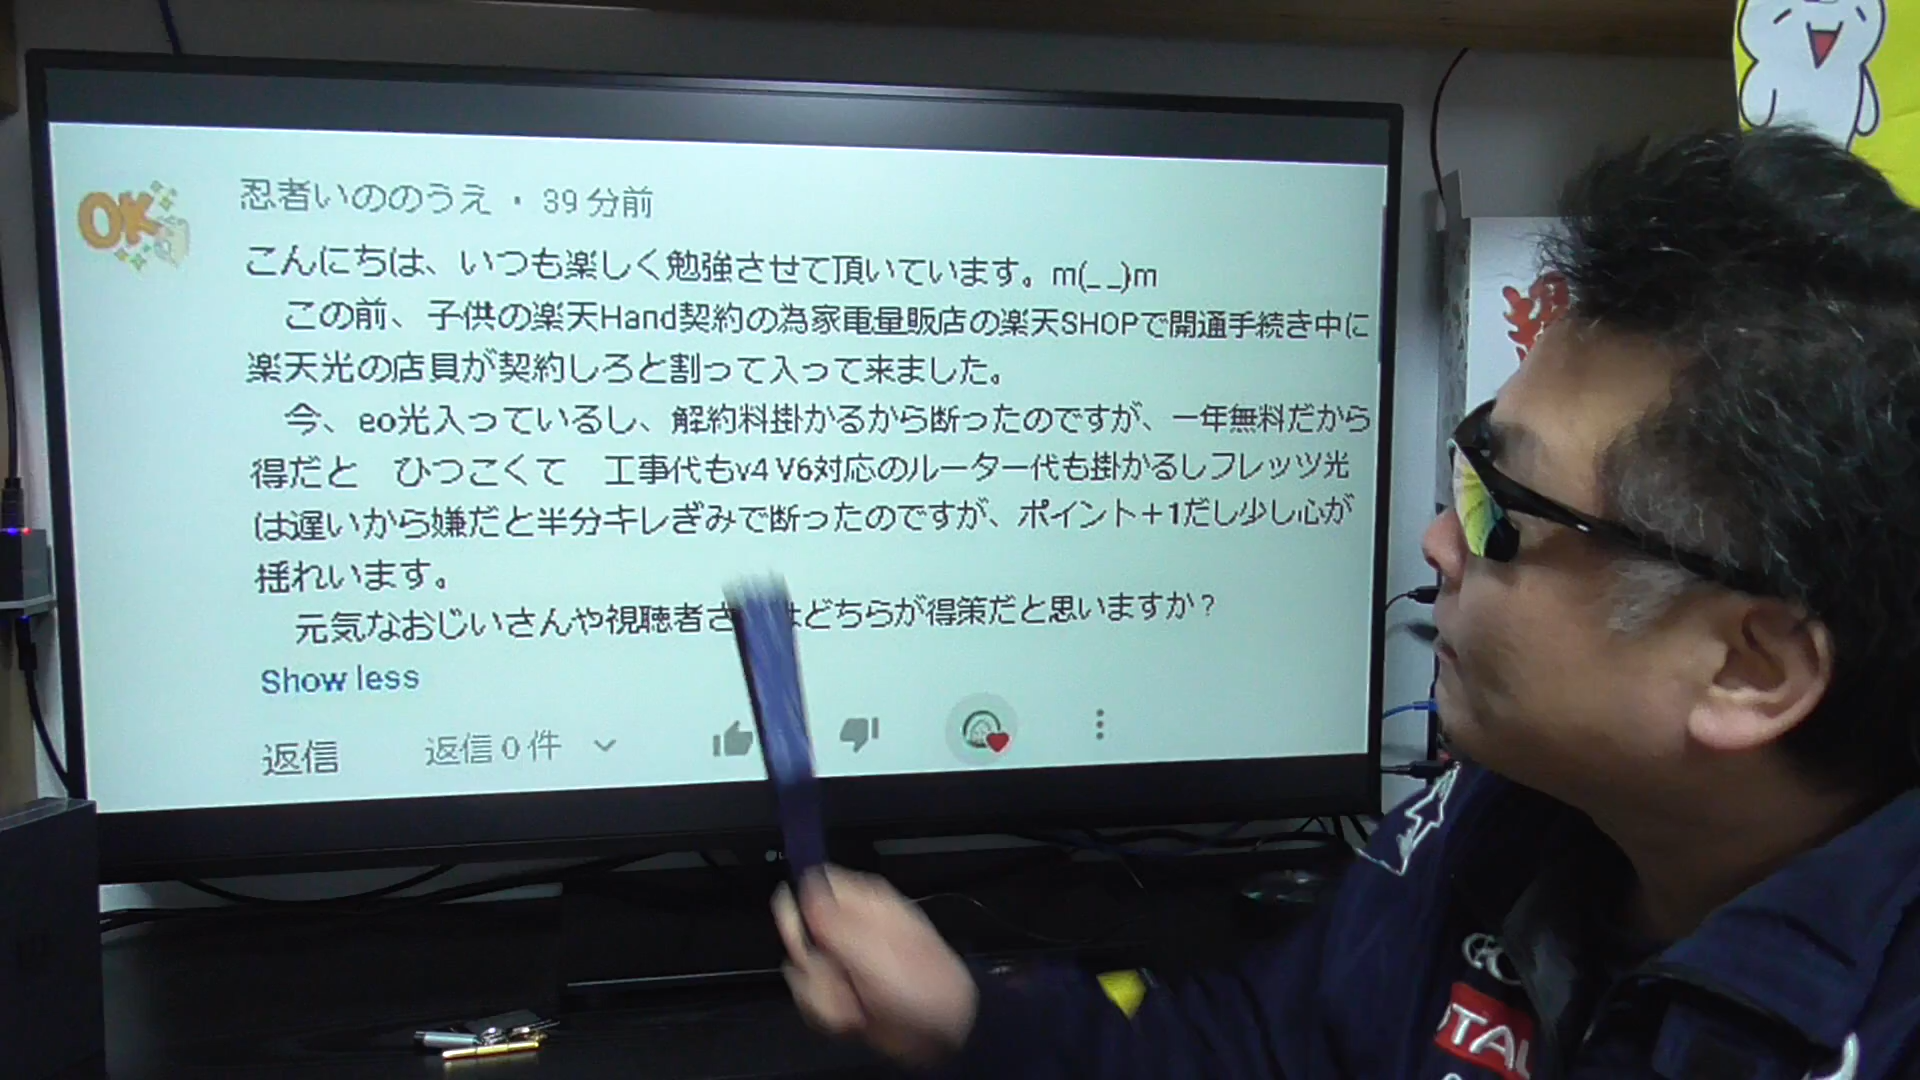 忍者いののうえ・39 分前
こんにちは、いつも楽しく勉強させて頂いています。m(_ _)m
この前、子供の楽天Hand契約の為家電量販店の楽天SHOPで開通手続き中に
楽天光の店員が契約しろと割って入って来ました。
今、eo光入っているし、解約料掛かるから断ったのですが、一年無料だから
得だと ひつこくて 工事代もv4 V6対応のルーター代も掛かるしフレッツ光
は遅いから嫌だと半分キレぎみで断ったのですが、ポイント+1だし少し心が
揺れいます。
元気なおじいさんや視聴者さ はどちらが得策だと思いますか？
Show less
返信 返信 0 件
OK
TOTAL